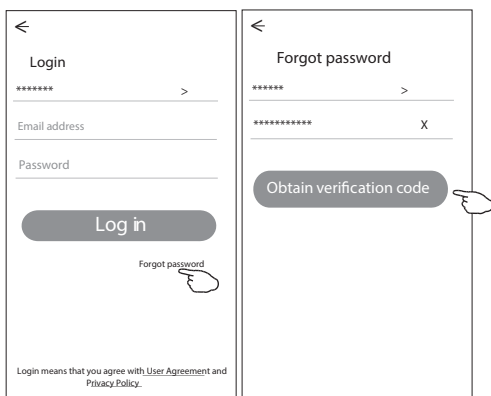 Login
******* >
Email address
Password
Log in
Forgot password
Login means that you agree with User Agreement and
Privacy Policy
Forgot password
****** >
*********** X
Obtain verification code